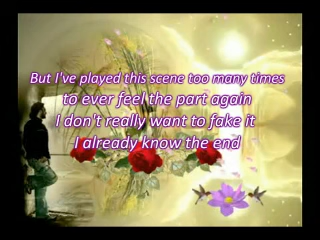 But I've played this scene too many times
to ever feel the part again
I don't really want to fake it
I already know the end